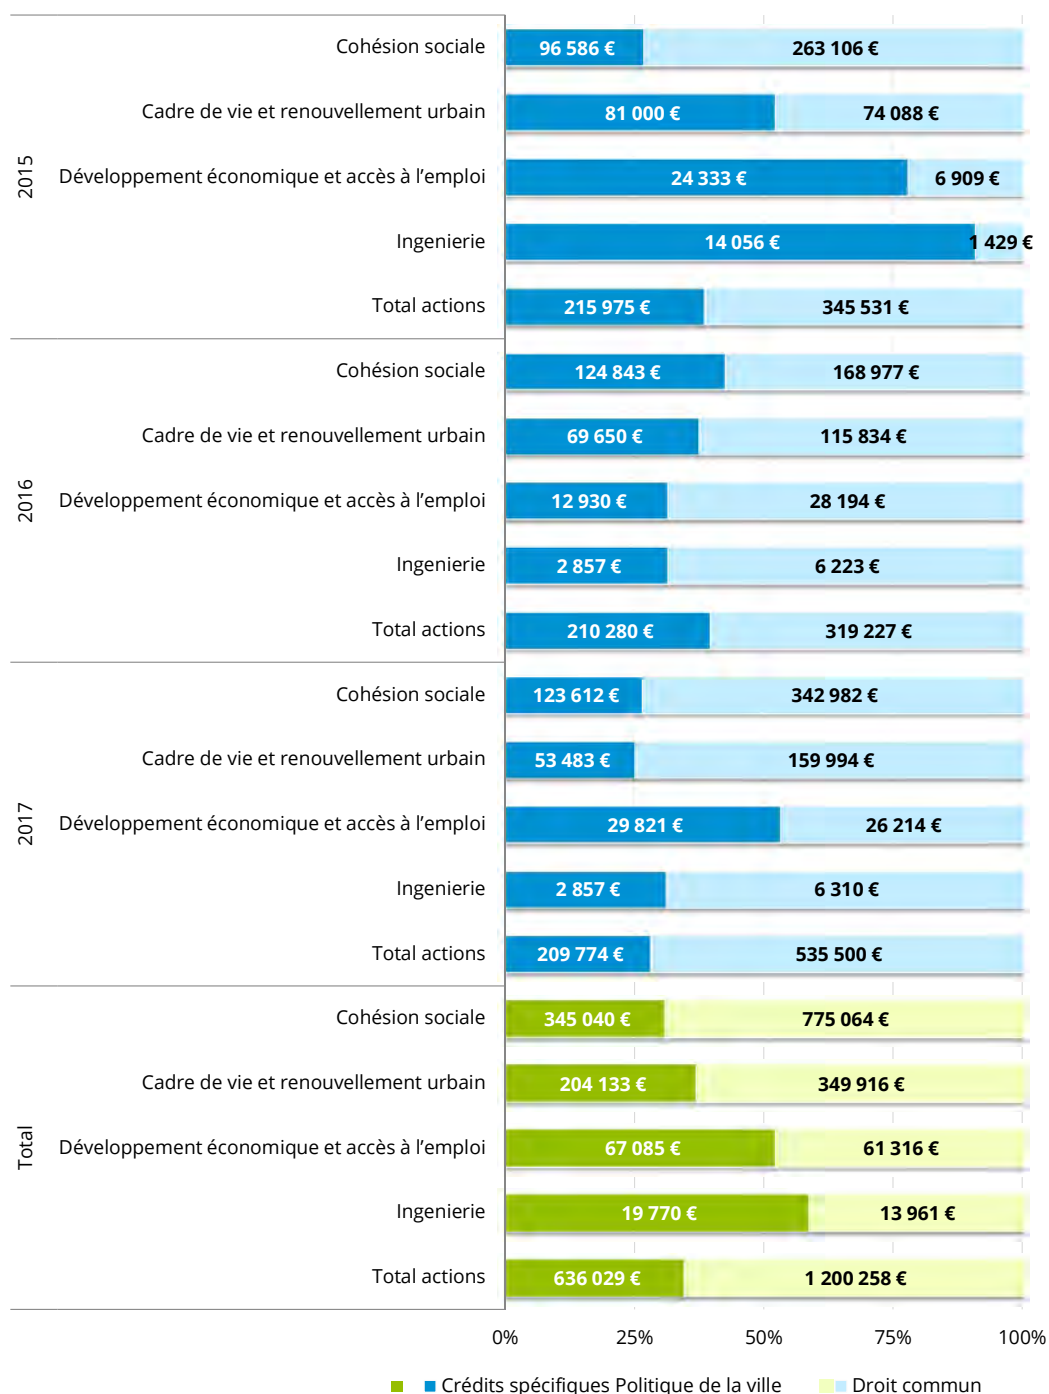 2015
Cohésion sociale 96 586 € 263 106 €
Cadre de vie et renouvellement urbain 81 000 € 74 088 €
Développement économique et accès à l’emploi 24 333 € 6 909 €
Ingenierie 14 056 € 1 429 €
Total actions 215 975 € 345 531 €
2016
Cohésion sociale 124 843 € 168 977 €
Cadre de vie et renouvellement urbain 69 650 € 115 834 €
Développement économique et accès à l’emploi 12 930 € 28 194 €
Ingenierie 2 857 € 6 223 €
Total actions 210 280 € 319 227 €
2017
Cohésion sociale 123 612 € 342 982 €
Cadre de vie et renouvellement urbain 53 483 € 159 994 €
Développement économique et accès à l’emploi 29 821 € 26 214 €
Ingenierie 2 857 € 6 310 €
Total actions 209 774 € 535 500 €
Total
Cohésion sociale 345 040 € 775 064 €
Cadre de vie et renouvellement urbain 204 133 € 349 916 €
Développement économique et accès à l’emploi 67 085 € 61 316 €
Ingenierie 19 770 € 13 961 €
Total actions 636 029 € 1 200 258 €
0% 25% 50% 75% 100%
Crédits spécifiques Politique de la ville Droit commun